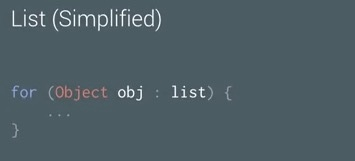 List (Simplified)
for (Object obj : list) {
...
}